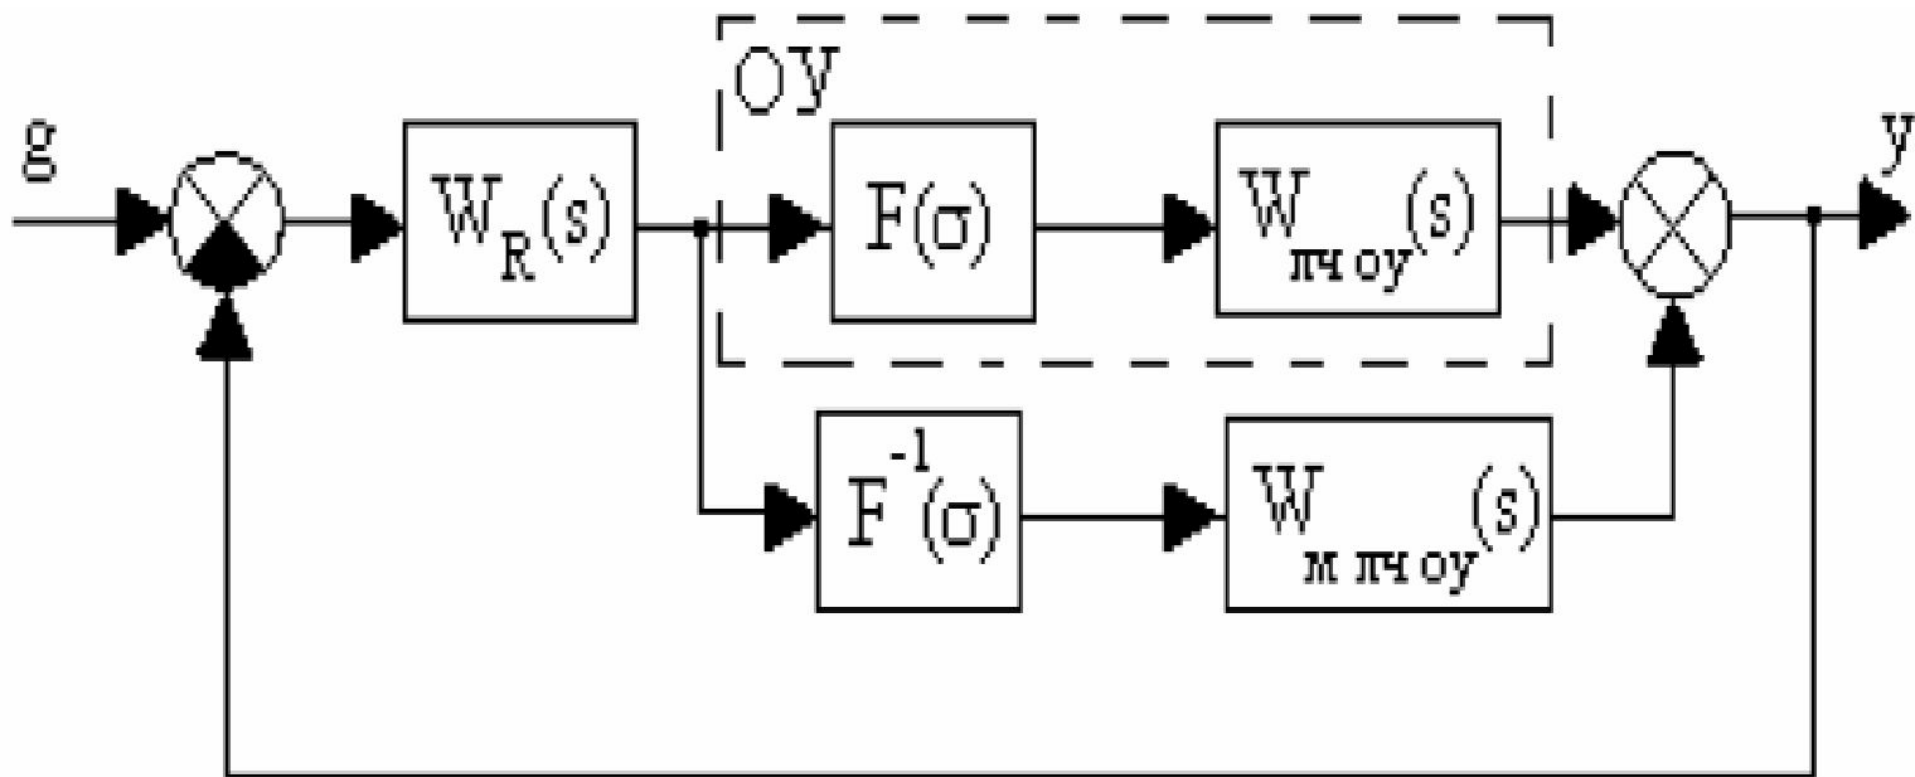 g
W_R(s)
ОУ
F(σ)
W_пч оу(s)
y
F^-1(σ)
W_м пч оу(s)